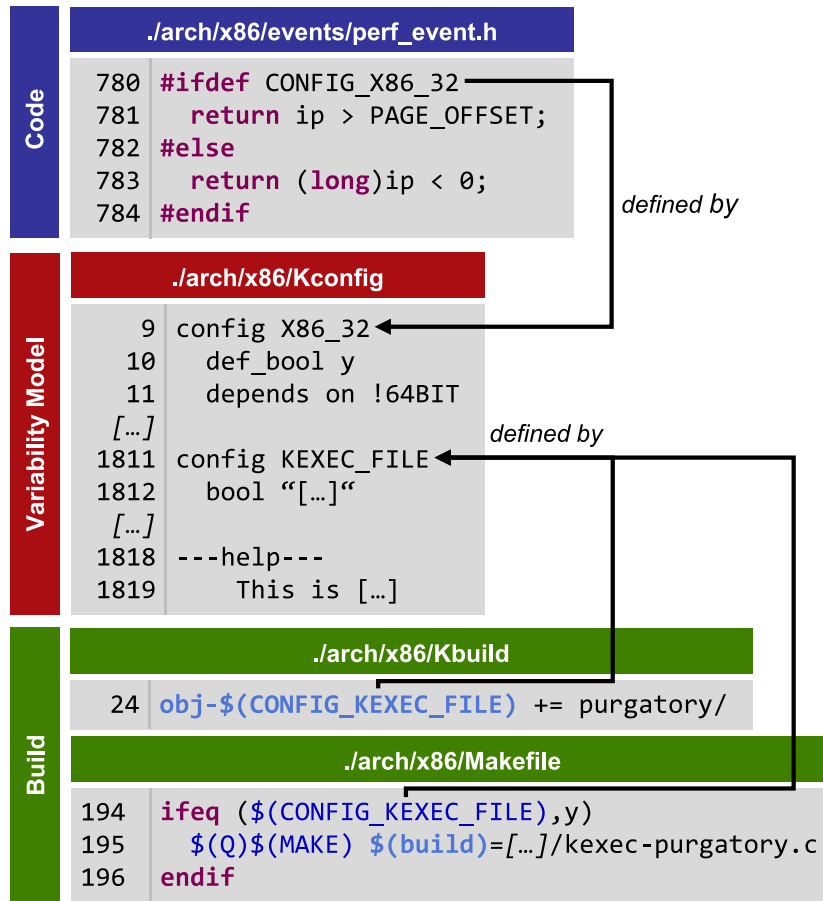 Code
./arch/x86/events/perf_event.h
780 #ifdef CONFIG_X86_32
781 return ip > PAGE_OFFSET;
782 #else
783 return (long)ip < 0;
784 #endif
defined by
Variability Model
./arch/x86/Kconfig
9 config X86_32
10 def_bool y
11 depends on !64BIT
[…]
1811 config KEXEC_FILE
1812 bool “[…]“
[…]
1818 ---help---
1819 This is […]
defined by
Build
./arch/x86/Kbuild
24 obj-$(CONFIG_KEXEC_FILE) += purgatory/
./arch/x86/Makefile
194 ifeq ($(CONFIG_KEXEC_FILE),y)
195 $(Q)$(MAKE) $(build)=[…]/kexec-purgatory.c
196 endif